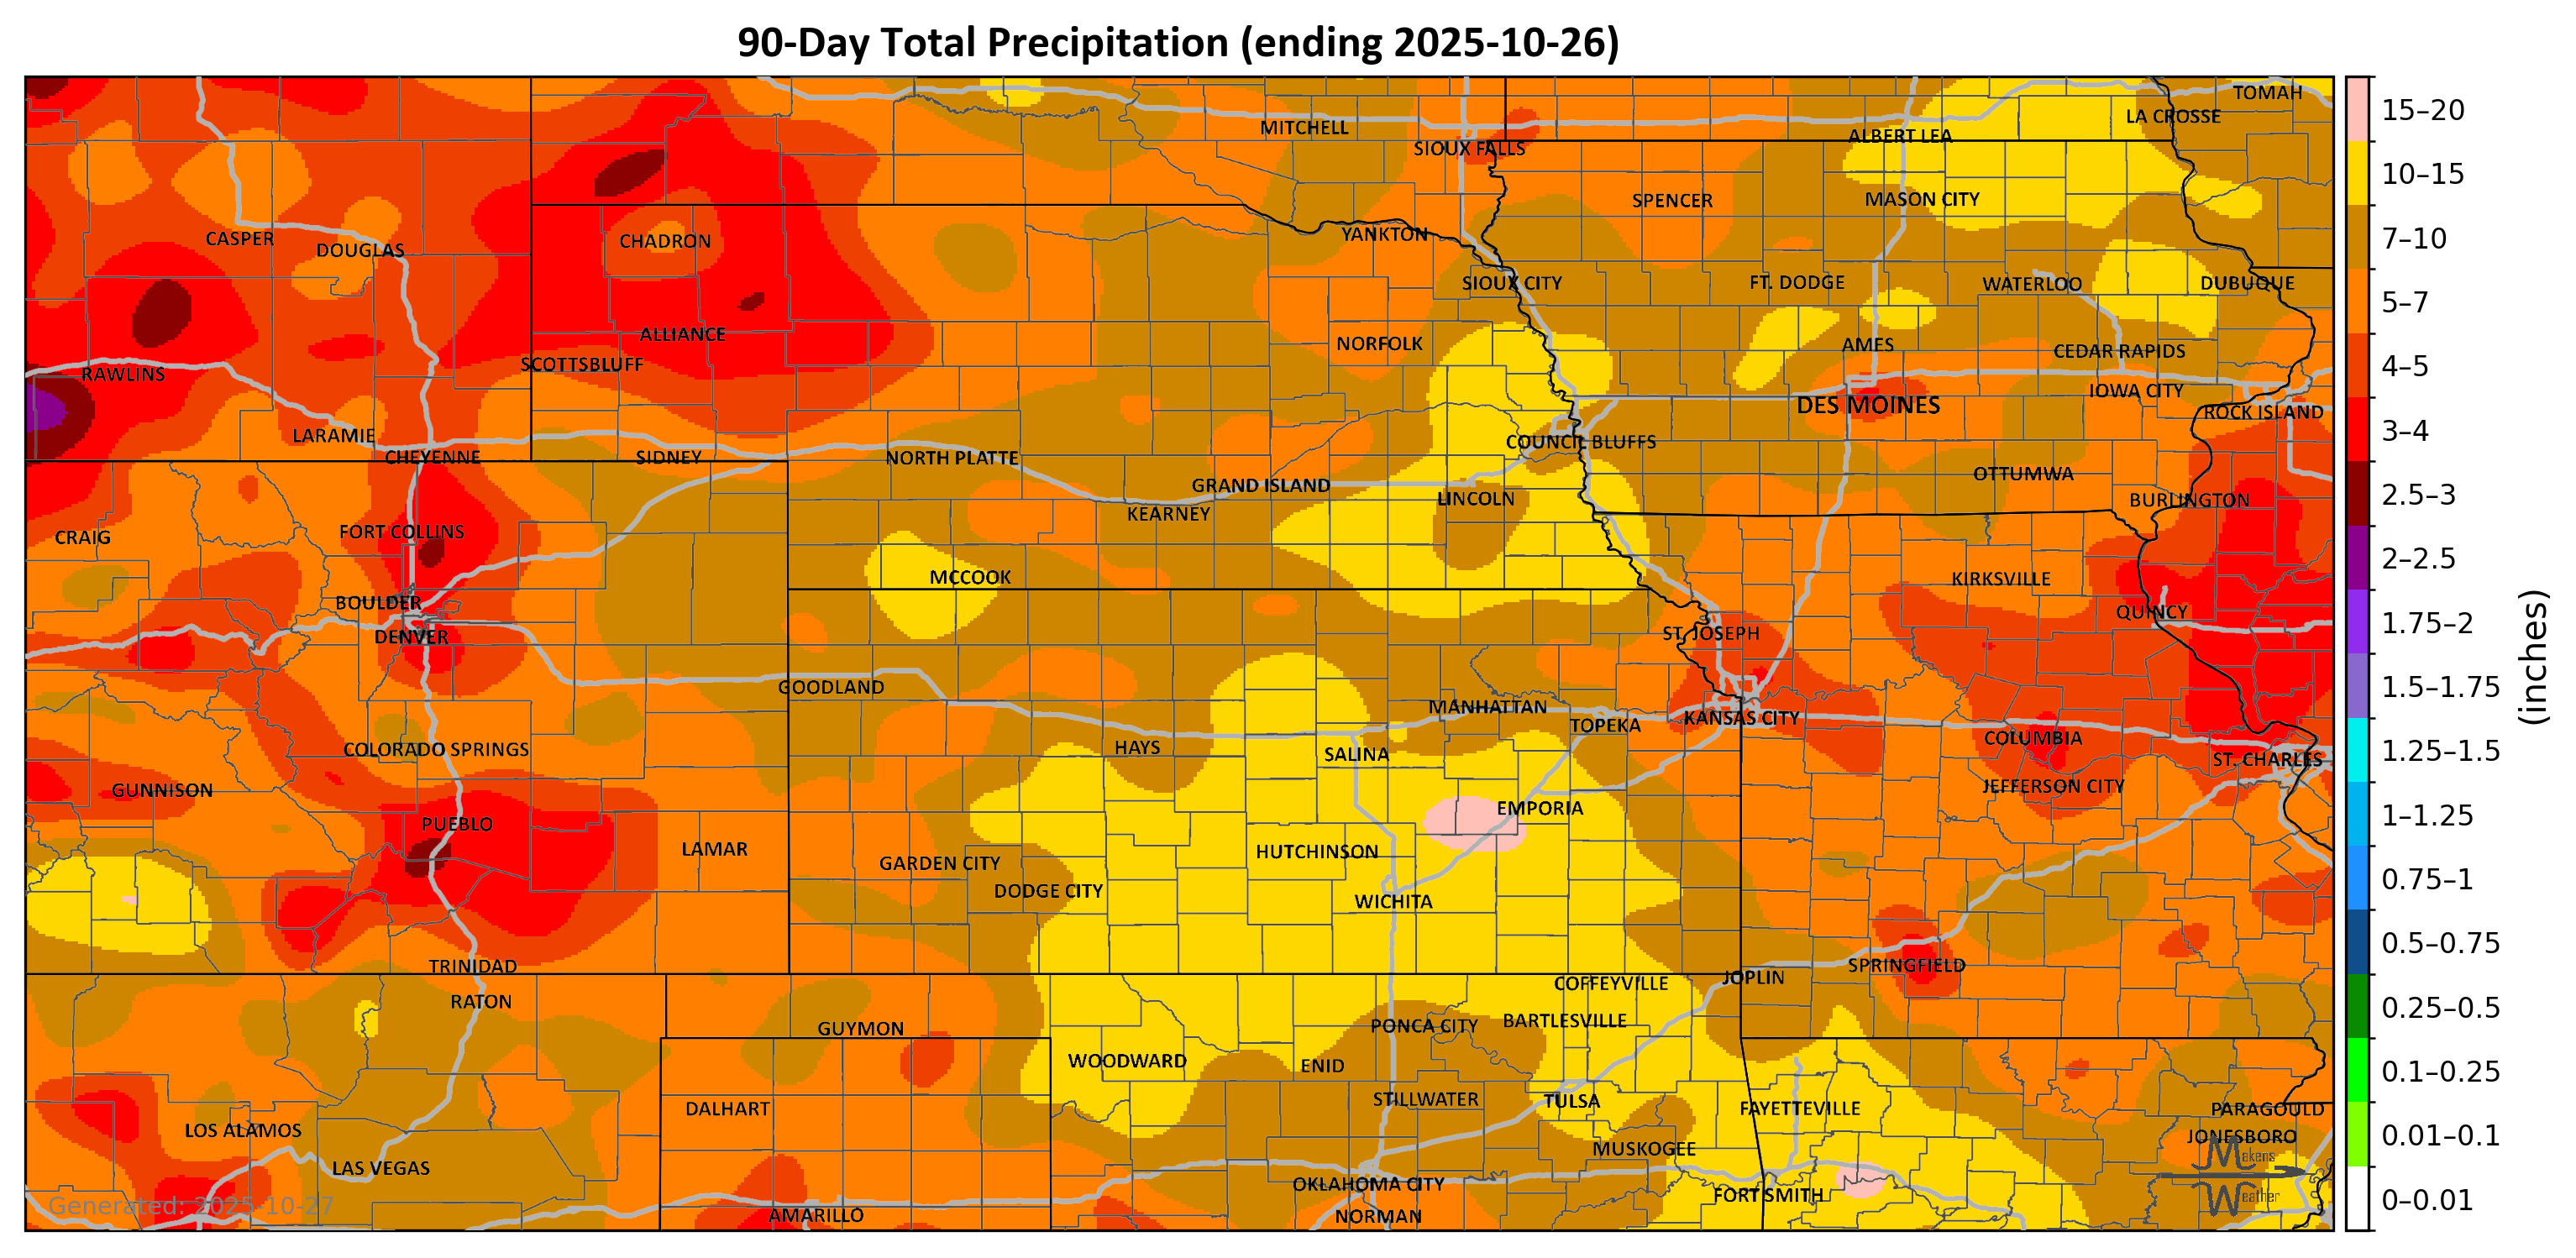 90-Day Total Precipitation (ending 2025-10-26)
TOMAH
LA CROSSE
MITCHELL
ALBERT LEA
SIOUX FALLS
SPENCER
MASON CITY
CASPER
DOUGLAS
CHADRON
YANKTON
SIOUX CITY
FT. DODGE
WATERLOO
DUBUQUE
ALLIANCE
NORFOLK
AMES
CEDAR RAPIDS
SCOTTSBLUFF
RAWLINS
IOWA CITY
DES MOINES
ROCK ISLAND
LARAMIE
COUNCIL BLUFFS
CHEYENNE
SIDNEY
NORTH PLATTE
OTTUMWA
GRAND ISLAND
LINCOLN
BURLINGTON
KEARNEY
FORT COLLINS
CRAIG
MCCOOK
KIRKSVILLE
BOULDER
QUINCY
DENVER
ST. JOSEPH
GOODLAND
MANHATTAN
TOPEKA
KANSAS CITY
COLORADO SPRINGS
HAYS
SALINA
COLUMBIA
ST. CHARLES
GUNNISON
JEFFERSON CITY
EMPORIA
PUEBLO
LAMAR
HUTCHINSON
GARDEN CITY
DODGE CITY
WICHITA
TRINIDAD
SPRINGFIELD
JOPLIN
COFFEYVILLE
RATON
GUYMON
PONCA CITY
BARTLESVILLE
WOODWARD
ENID
DALHART
STILLWATER
TULSA
FAYETTEVILLE
PARAGOULD
LOS ALAMOS
JONESBORO
MUSKOGEE
LAS VEGAS
OKLAHOMA CITY
FORT SMITH
AMARILLO
NORMAN
Generated: 2025-10-27
Makens
Weather
15–20
10–15
7–10
5–7
4–5
3–4
2.5–3
2–2.5
1.75–2
1.5–1.75
1.25–1.5
1–1.25
0.75–1
0.5–0.75
0.25–0.5
0.1–0.25
0.01–0.1
0–0.01
(inches)